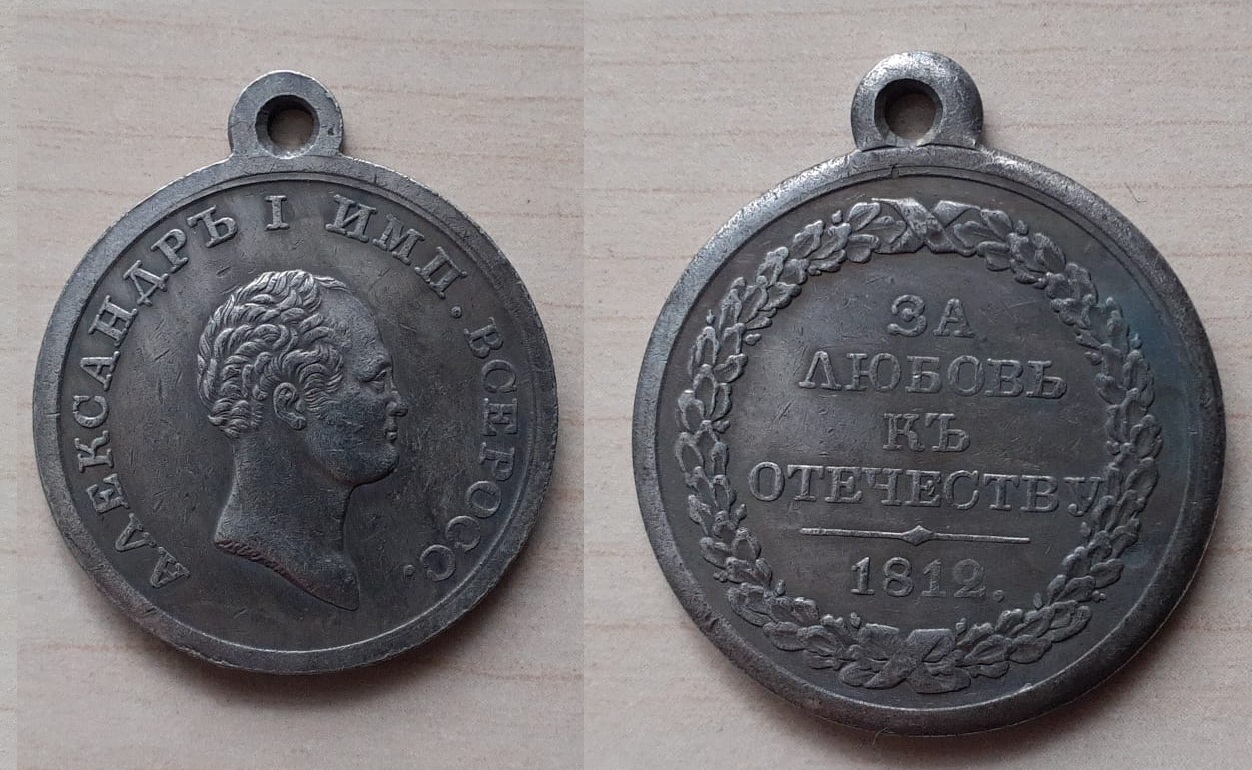 АЛЕКСАНДРЪ I ИМП. ВСЕРОСС.
ЗА
ЛЮБОВЬ
КЪ
ОТЕЧЕСТВУ
1812.